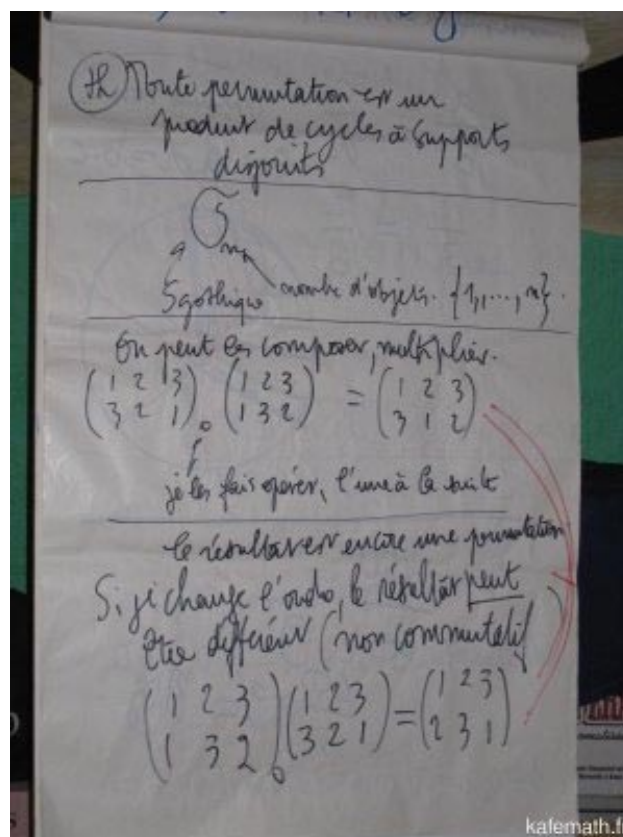 th Toute permutation est un
produit de cycles à supports
disjoints
S n
S gothique nombre d'objets. {1,...,n}.
On peut les composer, multiplier.
(1 2 3) (1 2 3) = (1 2 3)
(3 2 1) o (1 3 2) (3 1 2)
je les fais opérer, l'une à la suite
le résultat est encore une permutation
Si je change l'ordre, le résultat peut
être différent (non commutatif)
(1 2 3) (1 2 3) = (1 2 3)
(1 3 2) o (3 2 1) (2 3 1)
kafemath.f